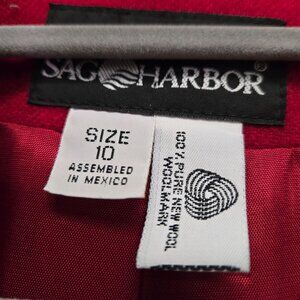 SAG HARBOR
SIZE
10
ASSEMBLED
IN MEXICO
100% PURE NEW WOOL
WOOLMARK